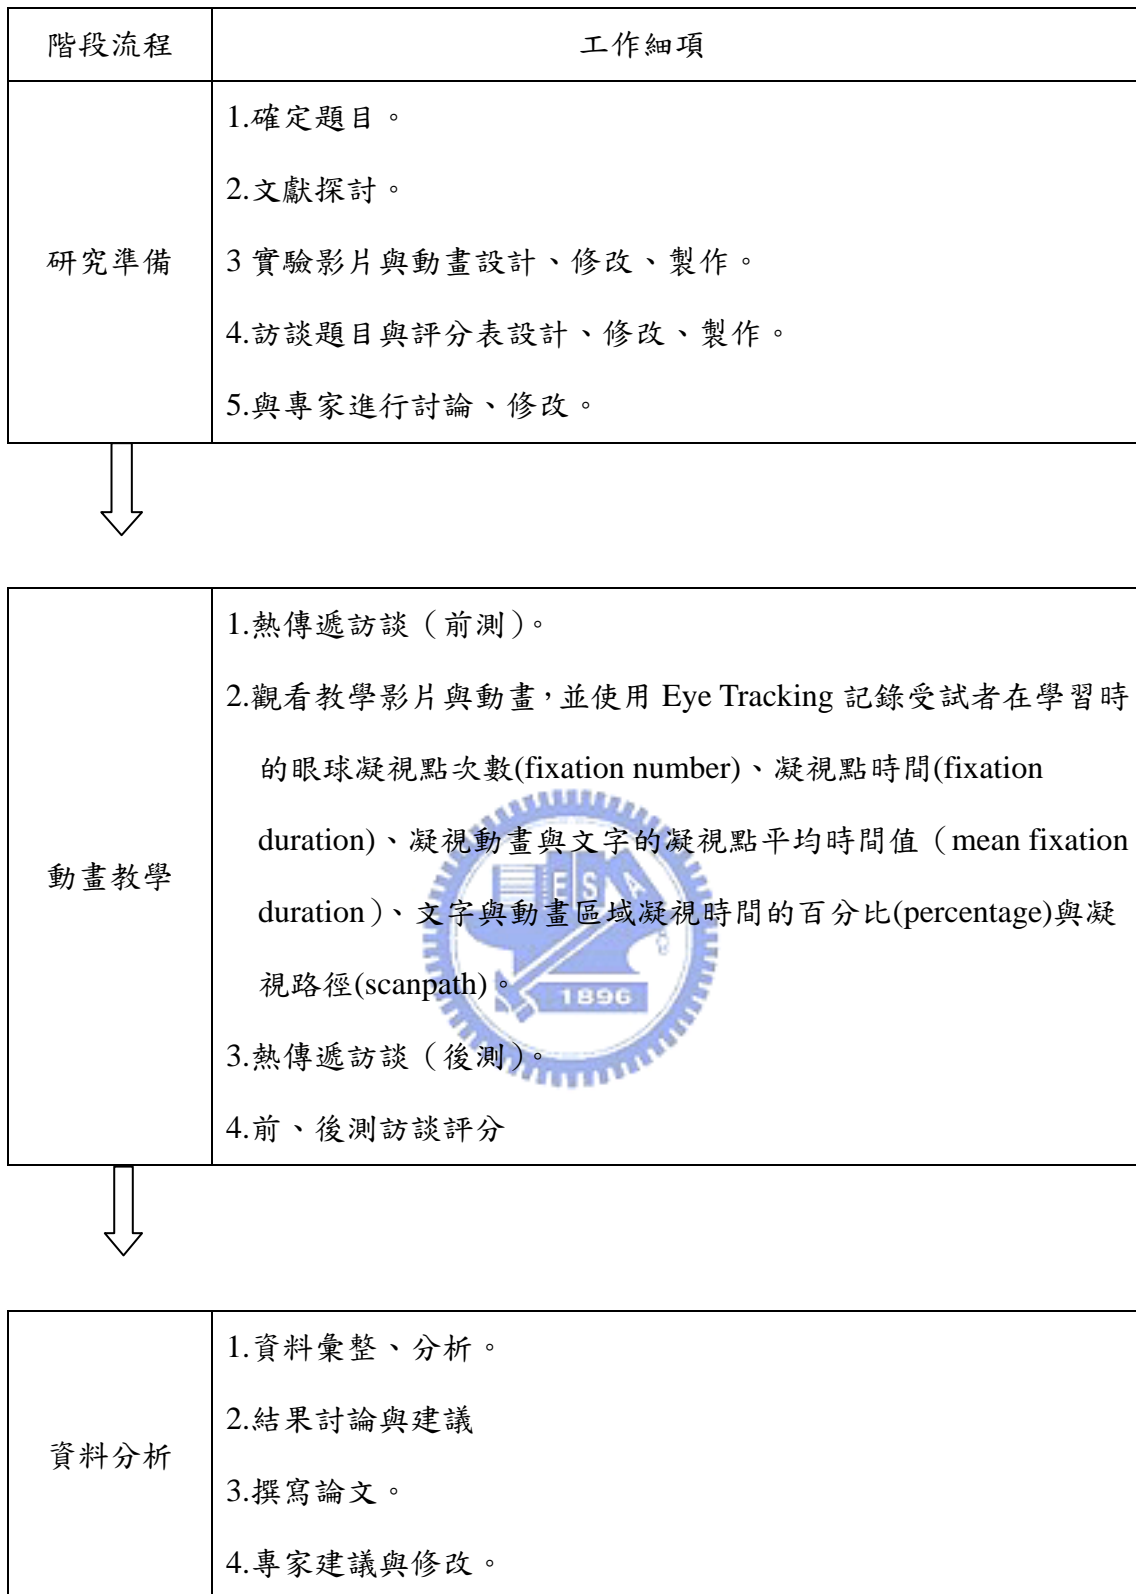 階段流程
工作細項
研究準備
1.確定題目。
2.文獻探討。
3 實驗影片與動畫設計、修改、製作。
4.訪談題目與評分表設計、修改、製作。
5.與專家進行討論、修改。
動畫教學
1.熱傳遞訪談（前測）。
2.觀看教學影片與動畫，並使用 Eye Tracking 記錄受試者在學習時
的眼球凝視點次數(fixation number)、凝視點時間(fixation
duration)、凝視動畫與文字的凝視點平均時間值（mean fixation
duration）、文字與動畫區域凝視時間的百分比(percentage)與凝
視路徑(scanpath)。
3.熱傳遞訪談（後測）。
4.前、後測訪談評分
ESA
1896
資料分析
1.資料彙整、分析。
2.結果討論與建議
3.撰寫論文。
4.專家建議與修改。